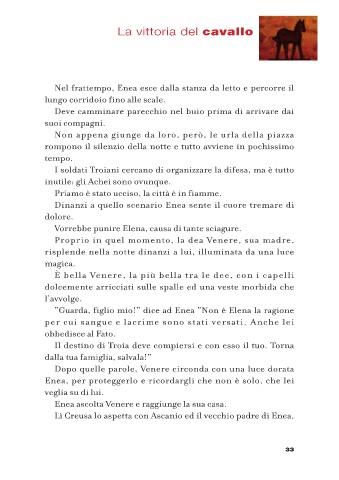 La vittoria del cavallo
Nel frattempo, Enea esce dalla stanza da letto e percorre il
lungo corridoio fino alle scale.
Deve camminare parecchio nel buio prima di arrivare dai
suoi compagni.
Non appena giunge da loro, però, le urla della piazza
rompono il silenzio della notte e tutto avviene in pochissimo
tempo.
I soldati Troiani cercano di organizzare la difesa, ma è tutto
inutile: gli Achei sono ovunque.
Priamo è stato ucciso, la città è in fiamme.
Dinanzi a quello scenario Enea sente il cuore tremare di
dolore.
Vorrebbe punire Elena, causa di tante sciagure.
Proprio in quel momento, la dea Venere, sua madre,
risplende nella notte dinanzi a lui, illuminata da una luce
magica.
È bella Venere, la più bella tra le dee, con i capelli
dolcemente arricciati sulle spalle ed una veste morbida che
l'avvolge.
"Guarda, figlio mio!" dice ad Enea "Non è Elena la ragione
per cui sangue e lacrime sono stati versati. Anche lei
obbedisce al Fato.
Il destino di Troia deve compiersi e con esso il tuo. Torna
dalla tua famiglia, salvala!"
Dopo quelle parole, Venere circonda con una luce dorata
Enea, per proteggerlo e ricordargli che non è solo, che lei
veglia su di lui.
Enea ascolta Venere e raggiunge la sua casa.
Lì Creusa lo aspetta con Ascanio ed il vecchio padre di Enea,
33